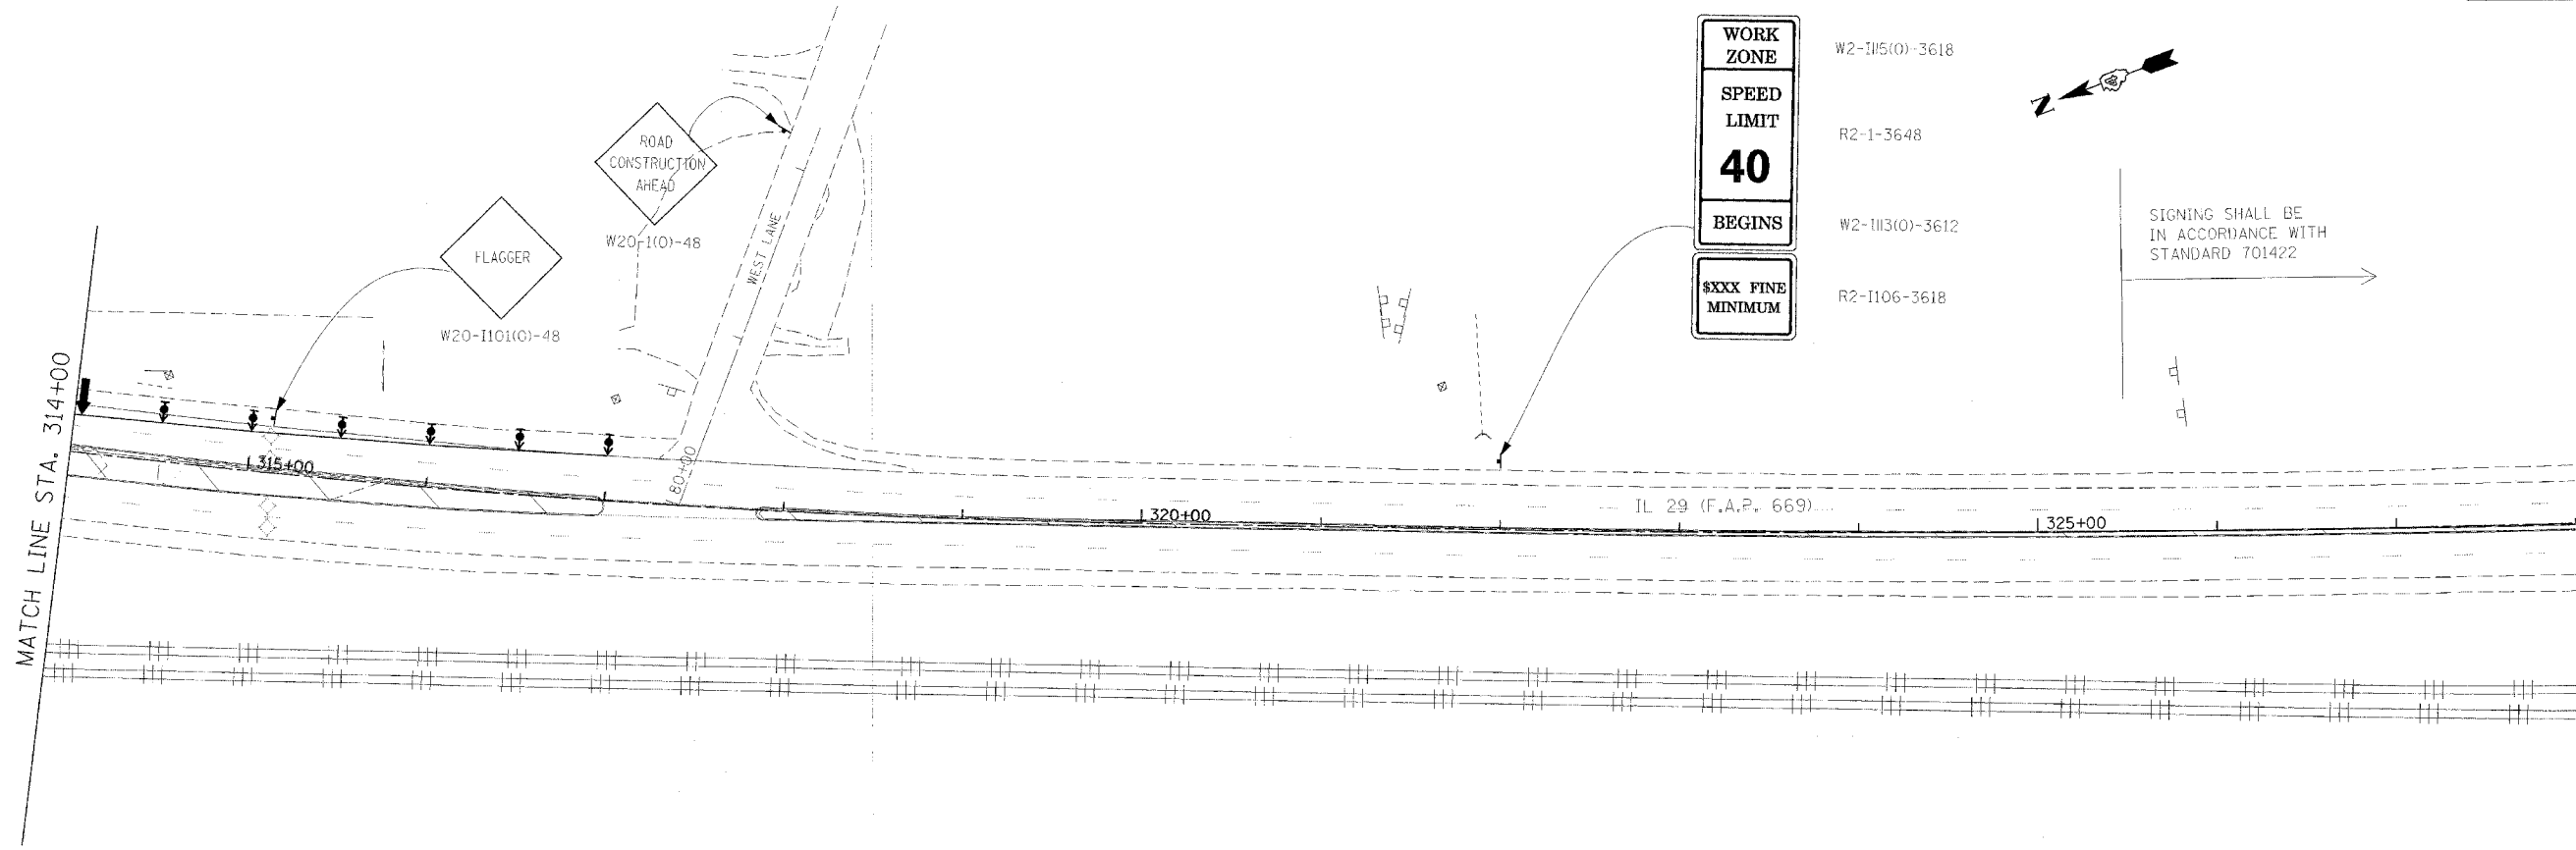 WORK
ZONE
W2-I115(O)-3618
SPEED
LIMIT
40
R2-1-3648
BEGINS
W2-I113(O)-3612
$XXX FINE
MINIMUM
R2-I106-3618
N
SIGNING SHALL BE
IN ACCORDANCE WITH
STANDARD 701422
ROAD
CONSTRUCTION
AHEAD
W20-1(O)-48
FLAGGER
W20-I101(O)-48
WEST LANE
MATCH LINE STA. 314+00
315+00
80+00
320+00
IL 29 (F.A.P. 669)
325+00